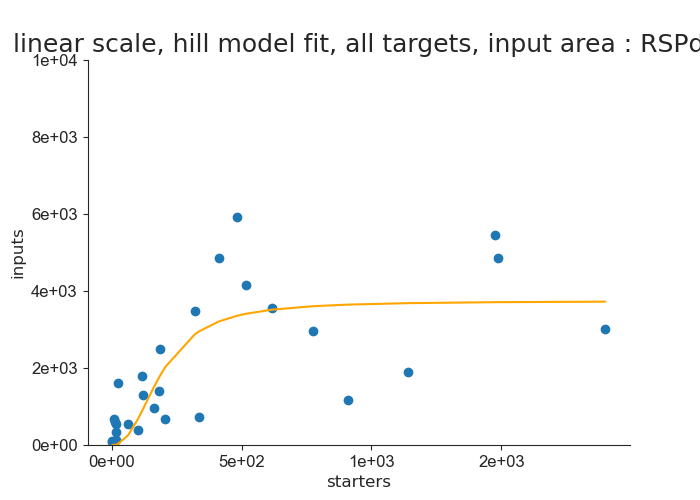 linear scale, hill model fit, all targets, input area : RSPd
1e+04
8e+03
6e+03
4e+03
2e+03
0e+00
inputs
0e+00 5e+02 1e+03 2e+03
starters